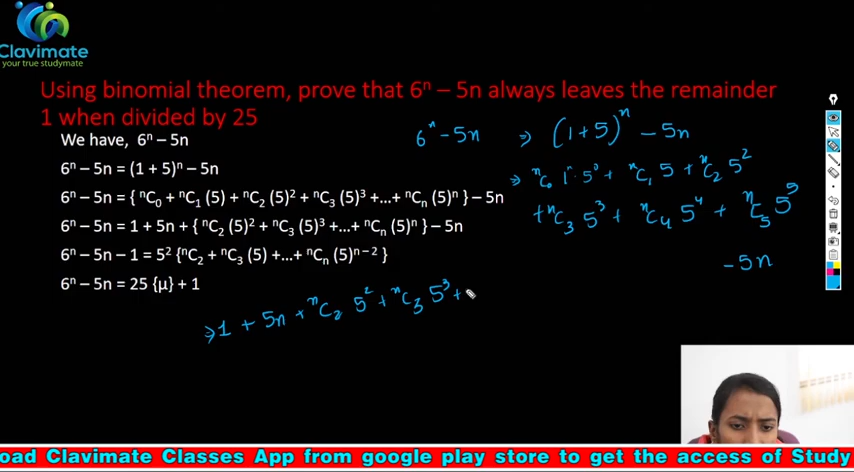 Clavimate
your true studymate
Using binomial theorem, prove that 6ⁿ – 5n always leaves the remainder
1 when divided by 25
We have, 6ⁿ – 5n
6ⁿ – 5n = (1 + 5)ⁿ – 5n
6ⁿ – 5n = { ⁿC₀ + ⁿC₁ (5) + ⁿC₂ (5)² + ⁿC₃ (5)³ +...+ ⁿCₙ (5)ⁿ } – 5n
6ⁿ – 5n = 1 + 5n + { ⁿC₂ (5)² + ⁿC₃ (5)³ +...+ ⁿCₙ (5)ⁿ } – 5n
6ⁿ – 5n – 1 = 5² {ⁿC₂ + ⁿC₃ (5) +...+ ⁿCₙ (5)ⁿ⁻² }
6ⁿ – 5n = 25 {μ} + 1
6ⁿ – 5n ⇒ (1 + 5)ⁿ – 5n
⇒ ⁿC₀ 1ⁿ · 5⁰ + ⁿC₁ 5 + ⁿC₂ 5²
+ ⁿC₃ 5³ + ⁿC₄ 5⁴ + ⁿC₅ 5⁵
– 5n
⇒ 1 + 5n + ⁿC₂ 5² + ⁿC₃ 5³ +
oad Clavimate Classes App from google play store to get the access of Study